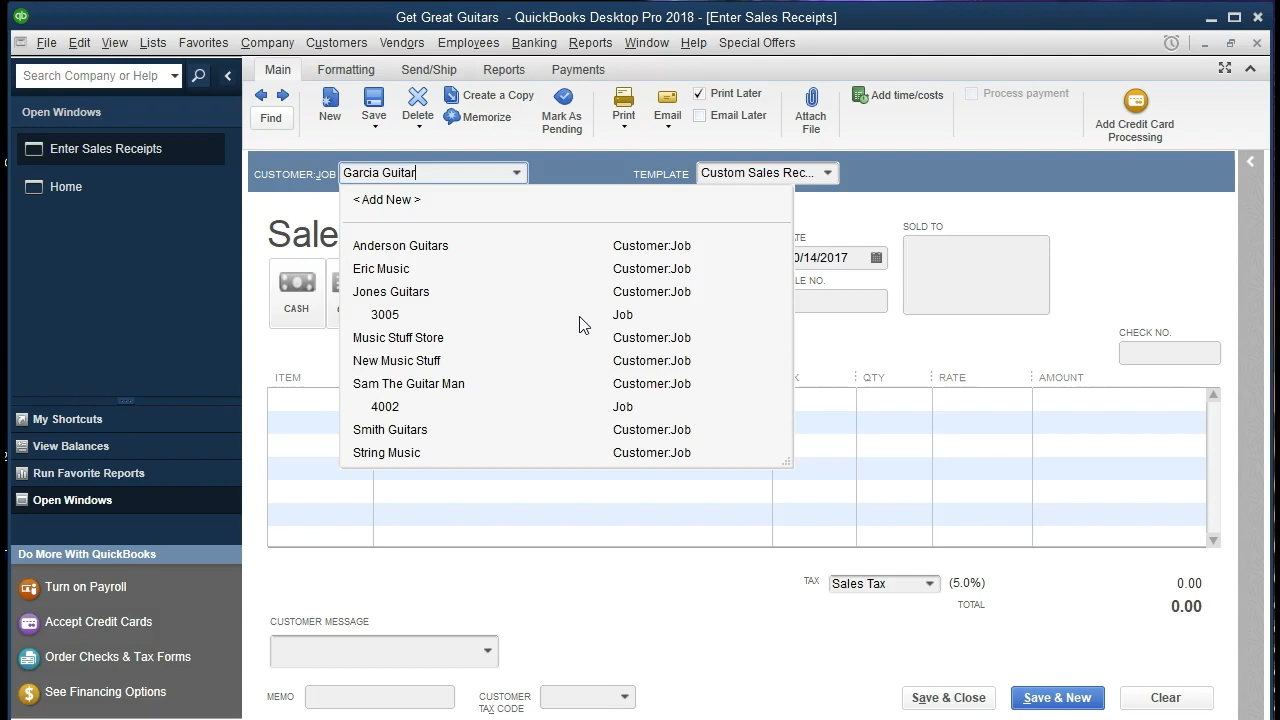 Get Great Guitars - QuickBooks Desktop Pro 2018 - [Enter Sales Receipts]
File Edit View Lists Favorites Company Customers Vendors Employees Banking Reports Window Help Special Offers
Search Company or Help
Open Windows
Enter Sales Receipts
Home
My Shortcuts
View Balances
Run Favorite Reports
Open Windows
Do More With QuickBooks
Turn on Payroll
Accept Credit Cards
Order Checks & Tax Forms
See Financing Options
Main Formatting Send/Ship Reports Payments
Find
New
Save
Delete
Create a Copy
Memorize
Mark As
Pending
Print
Email
Print Later
Email Later
Attach
File
Add time/costs
Process payment
Add Credit Card
Processing
CUSTOMER:JOB Garcia Guitar
TEMPLATE Custom Sales Rec...
< Add New >
Anderson Guitars Customer:Job
Eric Music Customer:Job
Jones Guitars Customer:Job
3005 Job
Music Stuff Store Customer:Job
New Music Stuff Customer:Job
Sam The Guitar Man Customer:Job
4002 Job
Smith Guitars Customer:Job
String Music Customer:Job
Sale
CASH
TE
0/14/2017
LE NO.
SOLD TO
CHECK NO.
ITEM QTY RATE AMOUNT
TAX Sales Tax (5.0%) 0.00
TOTAL 0.00
CUSTOMER MESSAGE
MEMO
CUSTOMER
TAX CODE
Save & Close
Save & New
Clear